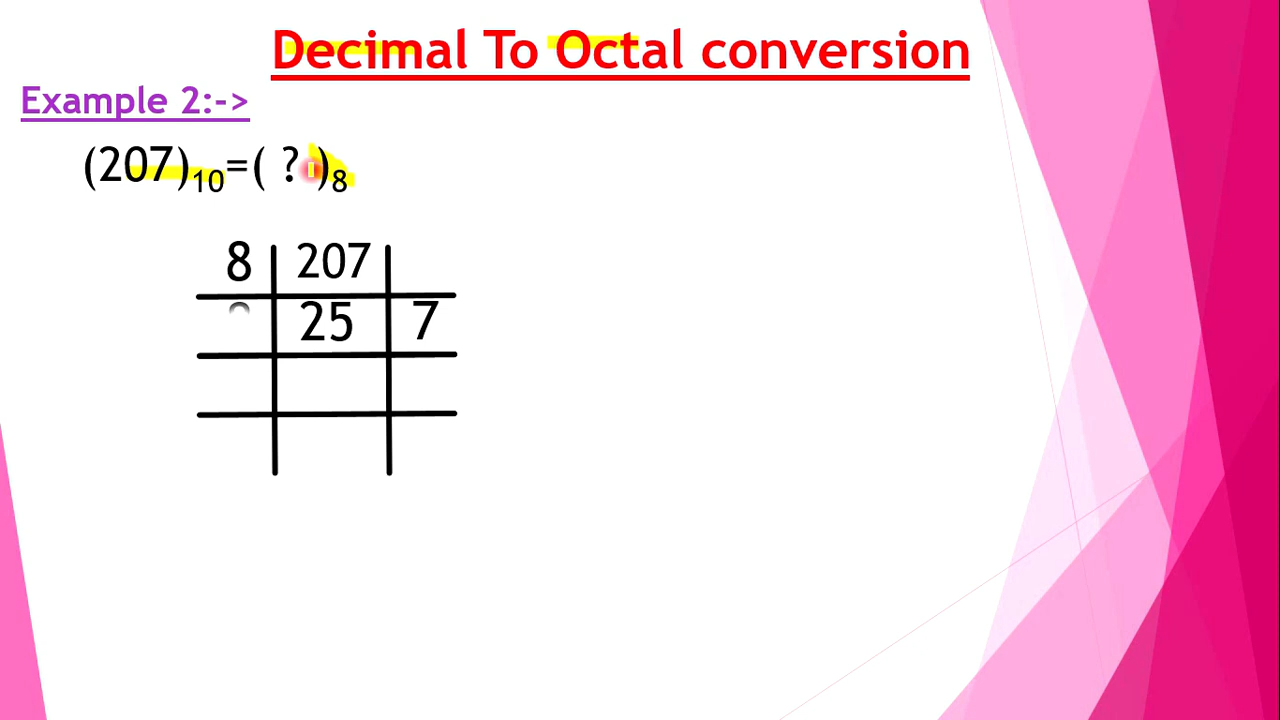 Decimal To Octal conversion
Example 2:->
(207)₁₀=( ? )₈
8 207
25 7